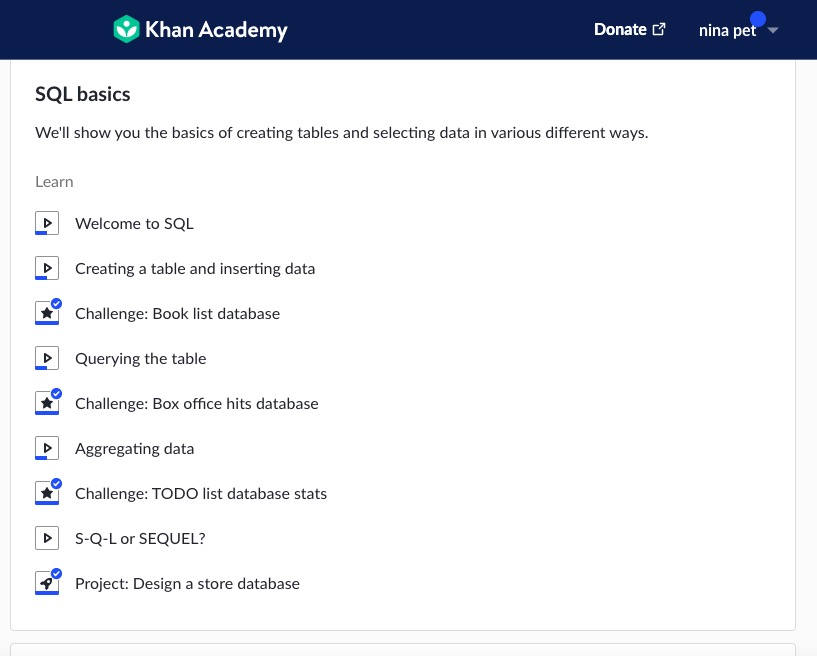 Khan Academy
Donate
nina pet
SQL basics
We'll show you the basics of creating tables and selecting data in various different ways.
Learn
Welcome to SQL
Creating a table and inserting data
Challenge: Book list database
Querying the table
Challenge: Box office hits database
Aggregating data
Challenge: TODO list database stats
S-Q-L or SEQUEL?
Project: Design a store database